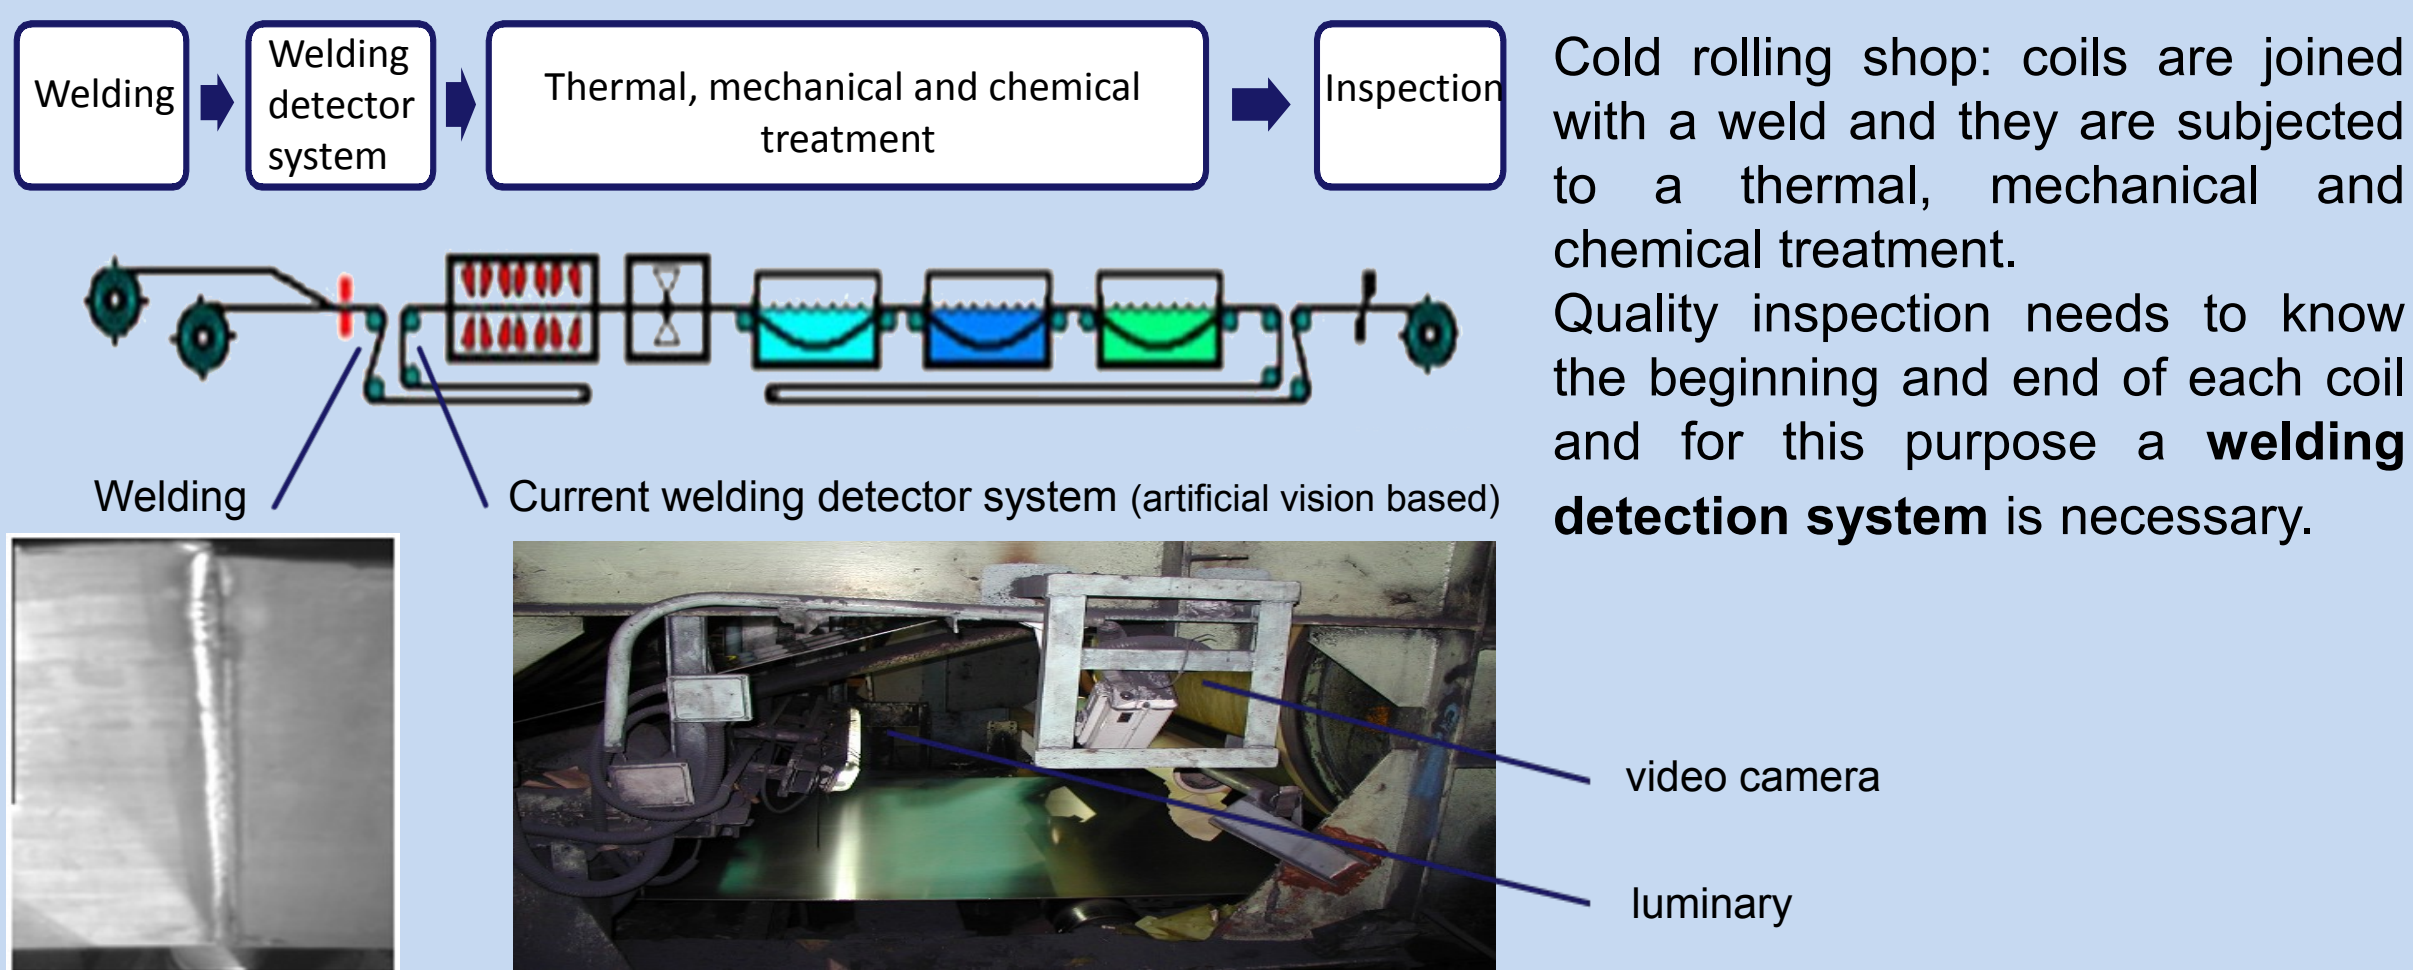 Welding
Welding
detector
system
Thermal, mechanical and chemical
treatment
Inspection
Cold rolling shop: coils are joined
with a weld and they are subjected
to a thermal, mechanical and
chemical treatment.
Quality inspection needs to know
the beginning and end of each coil
and for this purpose a welding
detection system is necessary.
Welding
Current welding detector system (artificial vision based)
video camera
luminary